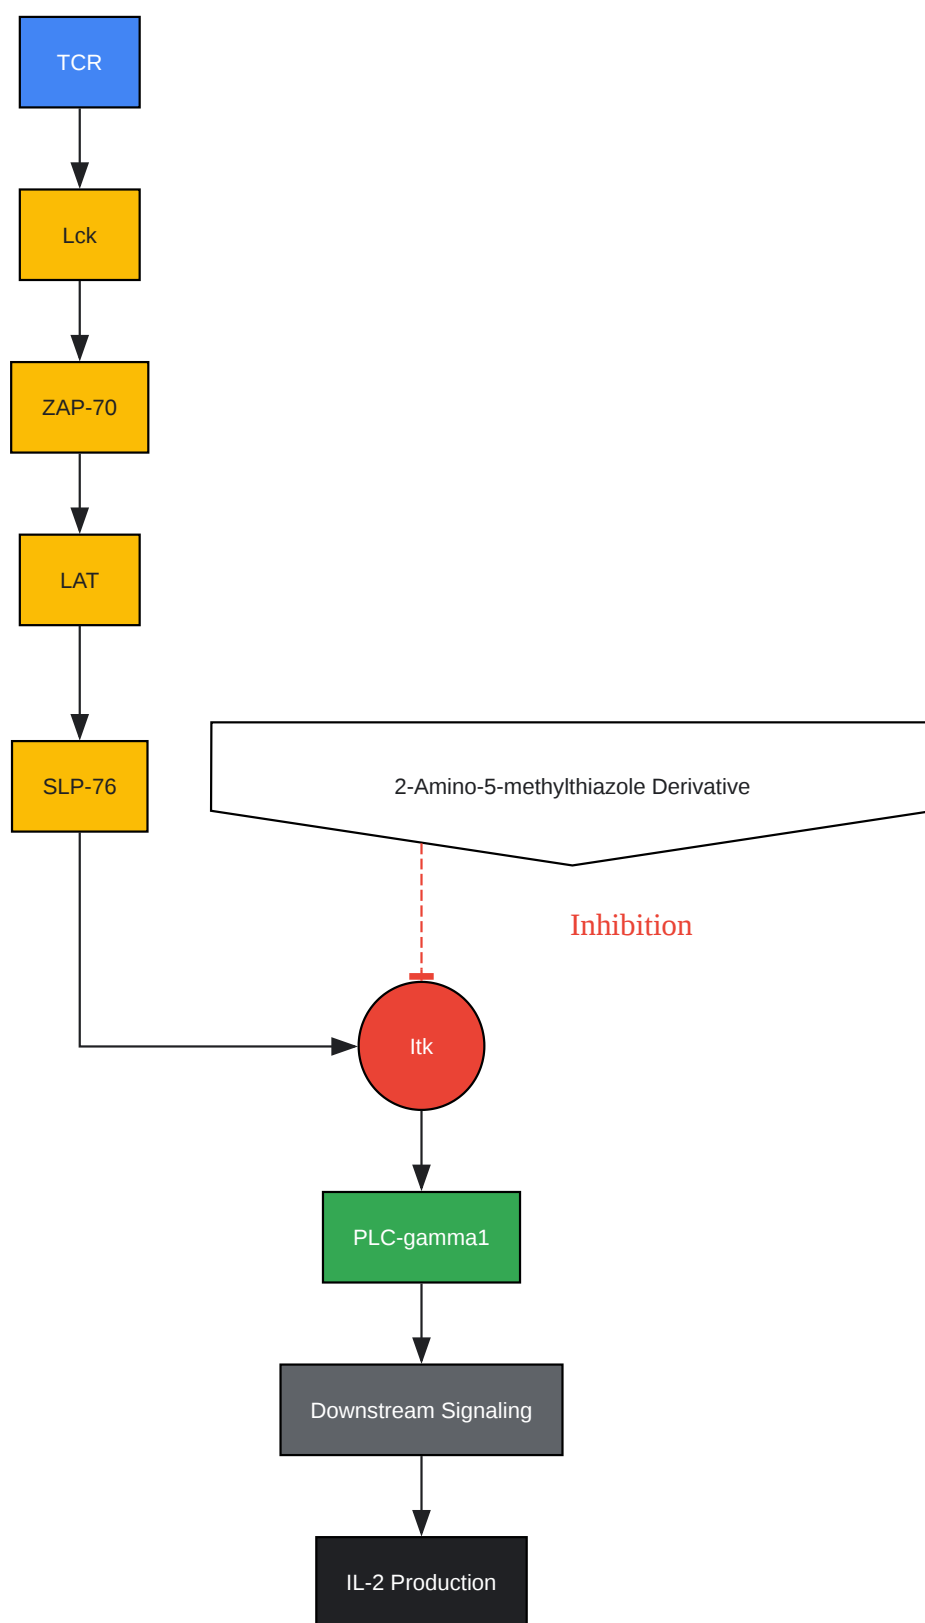 TCR
Lck
ZAP-70
LAT
SLP-76
2-Amino-5-methylthiazole Derivative
Inhibition
Itk
PLC-gamma1
Downstream Signaling
IL-2 Production